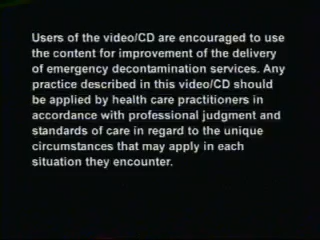 Users of the video/CD are encouraged to use
the content for improvement of the delivery
of emergency decontamination services. Any
practice described in this video/CD should
be applied by health care practitioners in
accordance with professional judgment and
standards of care in regard to the unique
circumstances that may apply in each
situation they encounter.